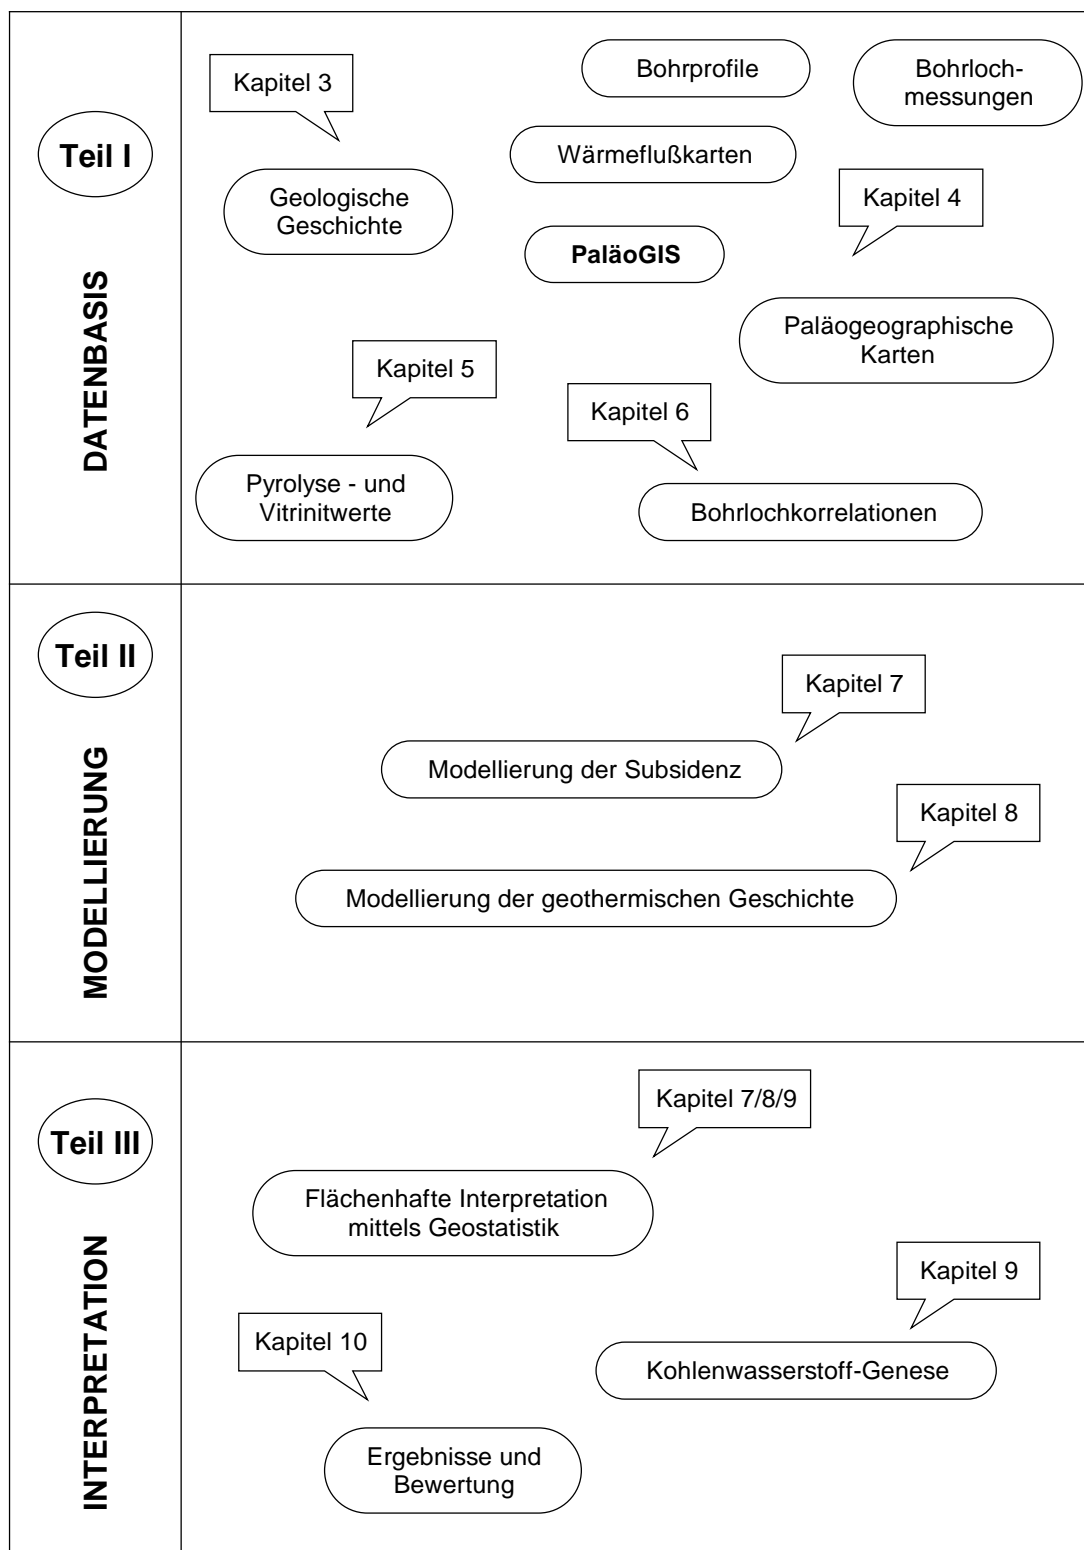 Teil I
DATENBASIS
Kapitel 3
Geologische
Geschichte
Bohrprofile
Bohrloch-
messungen
Wärmeflußkarten
Kapitel 4
PaläoGIS
Paläogeographische
Karten
Kapitel 5
Pyrolyse - und
Vitrinitwerte
Kapitel 6
Bohrlochkorrelationen
Teil II
MODELLIERUNG
Kapitel 7
Modellierung der Subsidenz
Kapitel 8
Modellierung der geothermischen Geschichte
Teil III
INTERPRETATION
Kapitel 7/8/9
Flächenhafte Interpretation
mittels Geostatistik
Kapitel 9
Kohlenwasserstoff-Genese
Kapitel 10
Ergebnisse und
Bewertung